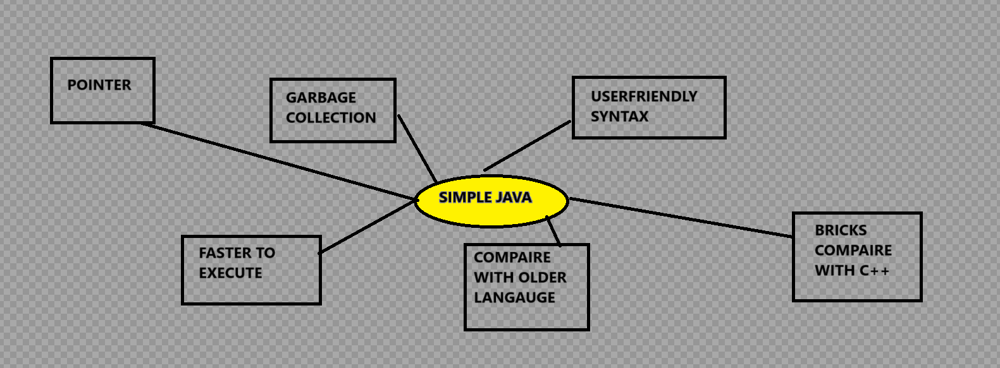 POINTER
GARBAGE
COLLECTION
USERFRIENDLY
SYNTAX
SIMPLE JAVA
FASTER TO
EXECUTE
COMPAIRE
WITH OLDER
LANGAUGE
BRICKS
COMPAIRE
WITH C++